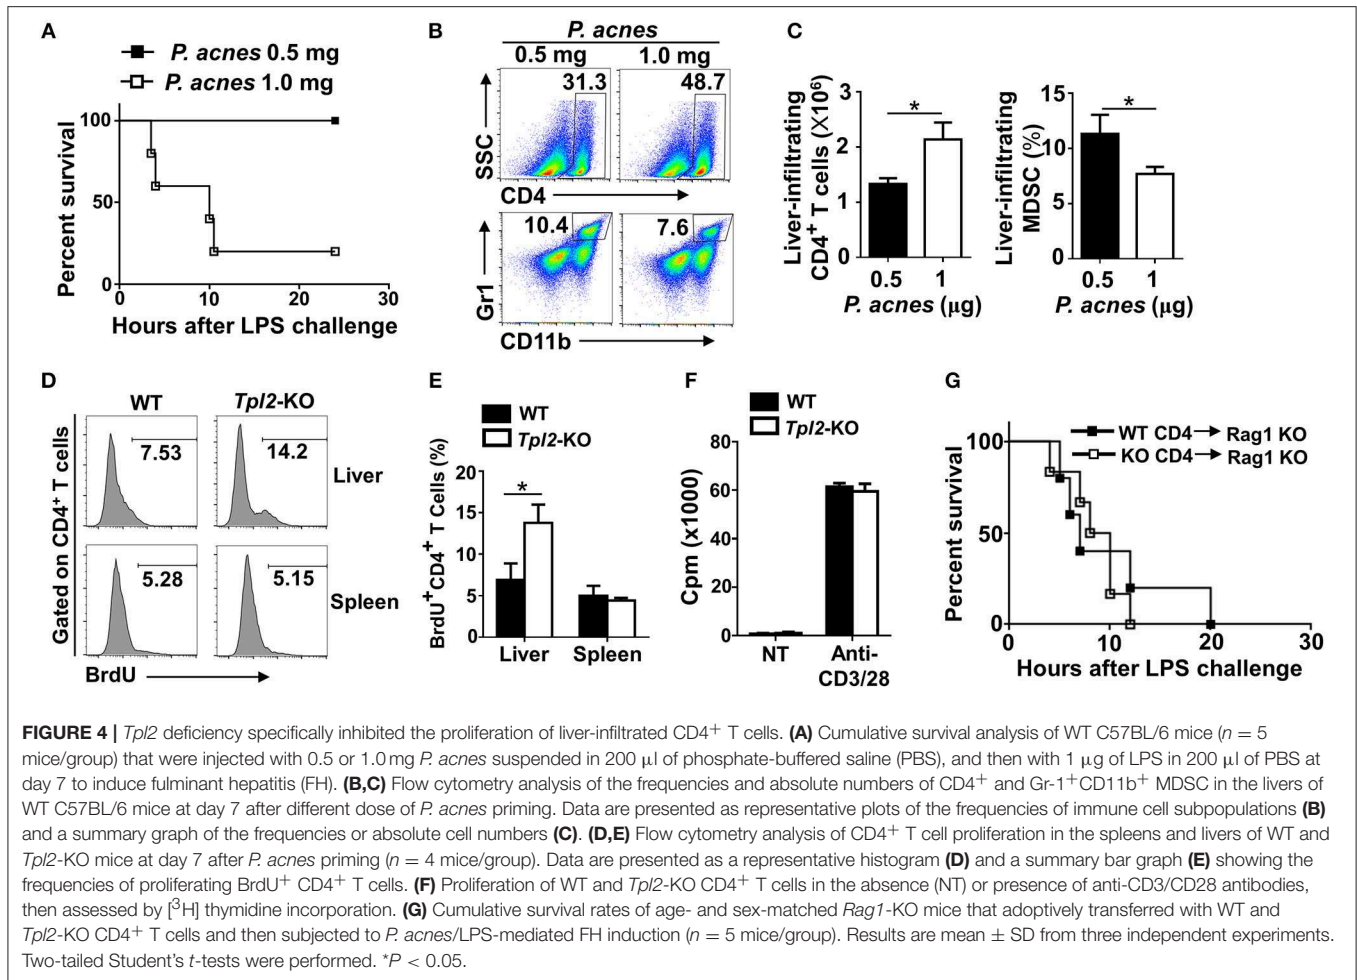 A
P. acnes 0.5 mg
P. acnes 1.0 mg
Percent survival
100
50
0
0 10 20 30
Hours after LPS challenge
B
P. acnes
0.5 mg 1.0 mg
31.3 48.7
SSC
CD4
10.4 7.6
Gr1
CD11b
C
Liver-infiltrating
CD4+ T cells (X10⁶)
3
2
1
0
*
0.5 1
P. acnes (μg)
Liver-infiltrating
MDSC (%)
15
10
5
0
*
0.5 1
P. acnes (μg)
D
WT Tpl2-KO
Gated on CD4+ T cells
7.53 14.2
Liver
5.28 5.15
Spleen
BrdU
E
WT
Tpl2-KO
BrdU+CD4+ T Cells (%)
20
15
10
5
0
*
Liver Spleen
F
WT
Tpl2-KO
Cpm (x1000)
80
60
40
20
0
NT Anti-
CD3/28
G
WT CD4 → Rag1 KO
KO CD4 → Rag1 KO
Percent survival
100
50
0
0 10 20 30
Hours after LPS challenge
FIGURE 4 | Tpl2 deficiency specifically inhibited the proliferation of liver-infiltrated CD4+ T cells. (A) Cumulative survival analysis of WT C57BL/6 mice (n = 5
mice/group) that were injected with 0.5 or 1.0 mg P. acnes suspended in 200 μl of phosphate-buffered saline (PBS), and then with 1 μg of LPS in 200 μl of PBS at
day 7 to induce fulminant hepatitis (FH). (B,C) Flow cytometry analysis of the frequencies and absolute numbers of CD4+ and Gr-1+CD11b+ MDSC in the livers of
WT C57BL/6 mice at day 7 after different dose of P. acnes priming. Data are presented as representative plots of the frequencies of immune cell subpopulations (B)
and a summary graph of the frequencies or absolute cell numbers (C). (D,E) Flow cytometry analysis of CD4+ T cell proliferation in the spleens and livers of WT and
Tpl2-KO mice at day 7 after P. acnes priming (n = 4 mice/group). Data are presented as a representative histogram (D) and a summary bar graph (E) showing the
frequencies of proliferating BrdU+ CD4+ T cells. (F) Proliferation of WT and Tpl2-KO CD4+ T cells in the absence (NT) or presence of anti-CD3/CD28 antibodies,
then assessed by [³H] thymidine incorporation. (G) Cumulative survival rates of age- and sex-matched Rag1-KO mice that adoptively transferred with WT and
Tpl2-KO CD4+ T cells and then subjected to P. acnes/LPS-mediated FH induction (n = 5 mice/group). Results are mean ± SD from three independent experiments.
Two-tailed Student's t-tests were performed. *P < 0.05.